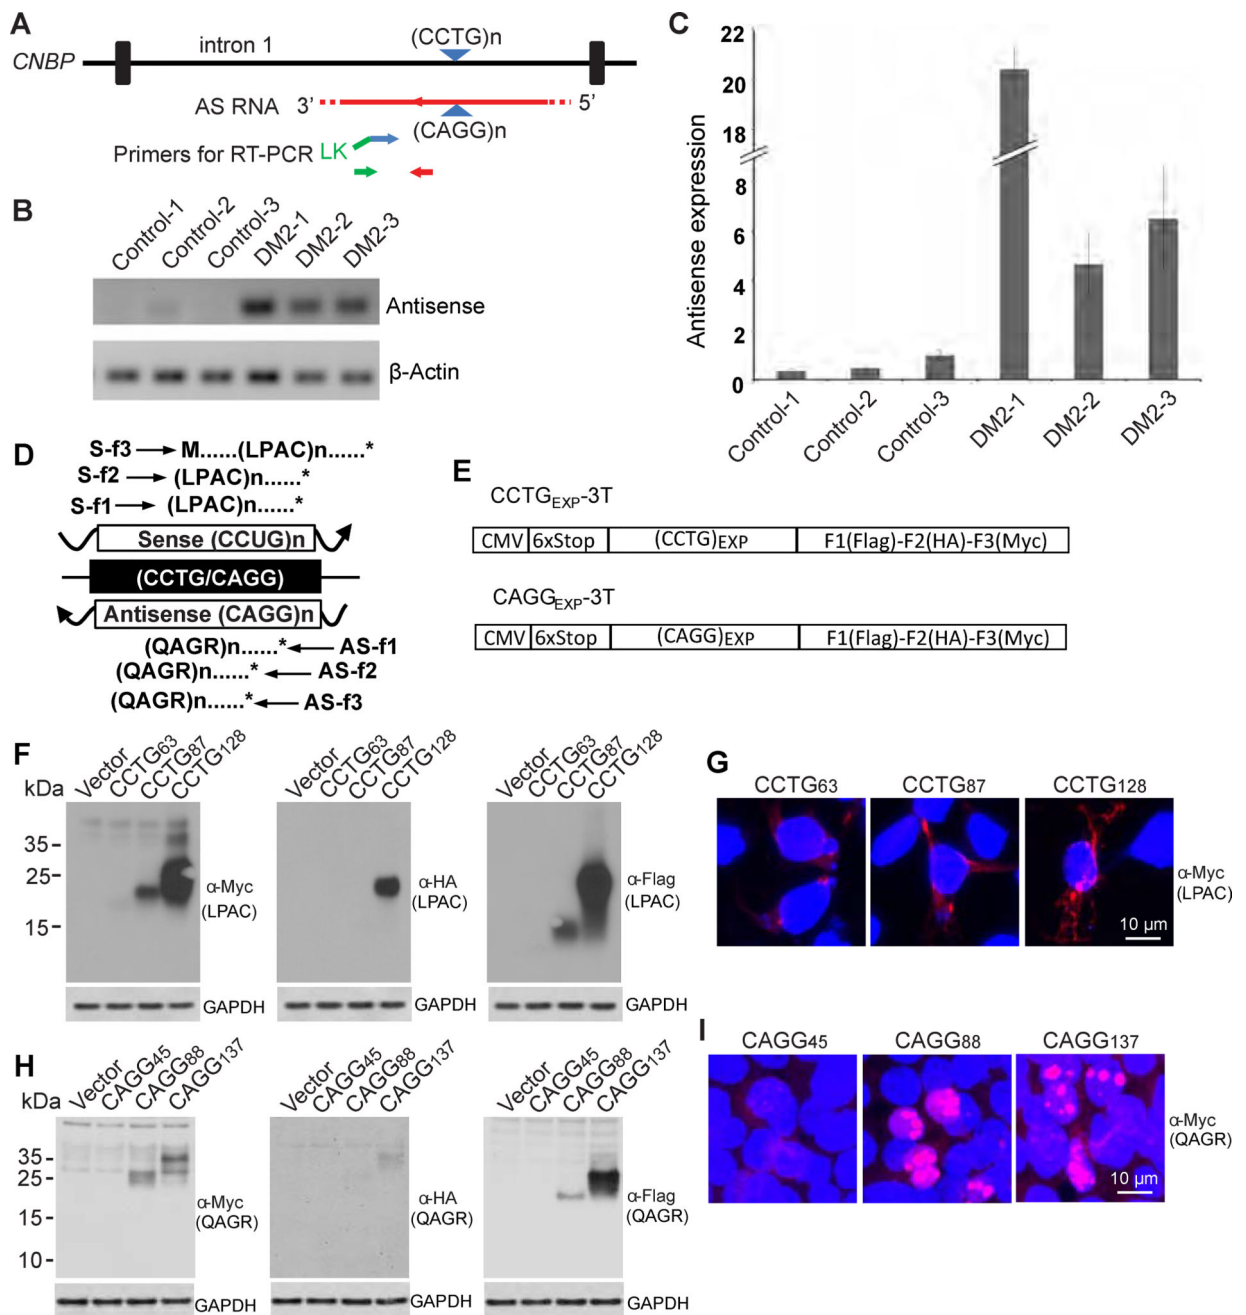 A
CNBP
intron 1
(CCTG)n
AS RNA
3’
5’
(CAGG)n
Primers for RT-PCR
LK
B
Control-1
Control-2
Control-3
DM2-1
DM2-2
DM2-3
Antisense
β-Actin
C
Antisense expression
22
20
18
8
6
4
2
0
Control-1
Control-2
Control-3
DM2-1
DM2-2
DM2-3
D
S-f3
M......(LPAC)n......*
S-f2
(LPAC)n......*
S-f1
(LPAC)n......*
Sense (CCUG)n
(CCTG/CAGG)
Antisense (CAGG)n
(QAGR)n......*
AS-f1
(QAGR)n......*
AS-f2
(QAGR)n......*
AS-f3
E
CCTGEXP-3T
CMV
6xStop
(CCTG)EXP
F1(Flag)-F2(HA)-F3(Myc)
CAGGEXP-3T
CMV
6xStop
(CAGG)EXP
F1(Flag)-F2(HA)-F3(Myc)
F
kDa
35
25
15
Vector
CCTG63
CCTG87
CCTG128
α-Myc
(LPAC)
GAPDH
Vector
CCTG63
CCTG87
CCTG128
α-HA
(LPAC)
GAPDH
Vector
CCTG63
CCTG87
CCTG128
α-Flag
(LPAC)
GAPDH
G
CCTG63
CCTG87
CCTG128
α-Myc
(LPAC)
10 µm
H
kDa
35
25
15
10
Vector
CAGG45
CAGG88
CAGG137
α-Myc
(QAGR)
GAPDH
Vector
CAGG45
CAGG88
CAGG137
α-HA
(QAGR)
GAPDH
Vector
CAGG45
CAGG88
CAGG137
α-Flag
(QAGR)
GAPDH
I
CAGG45
CAGG88
CAGG137
α-Myc
(QAGR)
10 µm